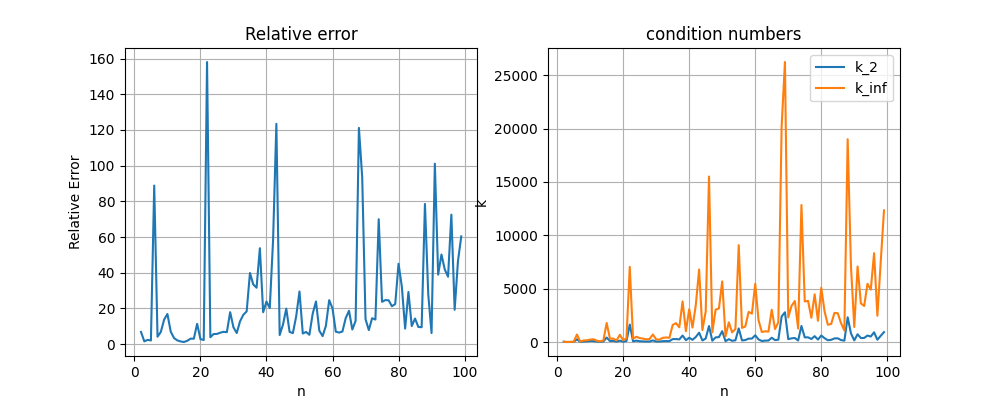 Relative error
Relative Error
160
140
120
100
80
60
40
20
0
0 20 40 60 80 100
n
condition numbers
k
25000
20000
15000
10000
5000
0
k_2
k_inf
0 20 40 60 80 100
n